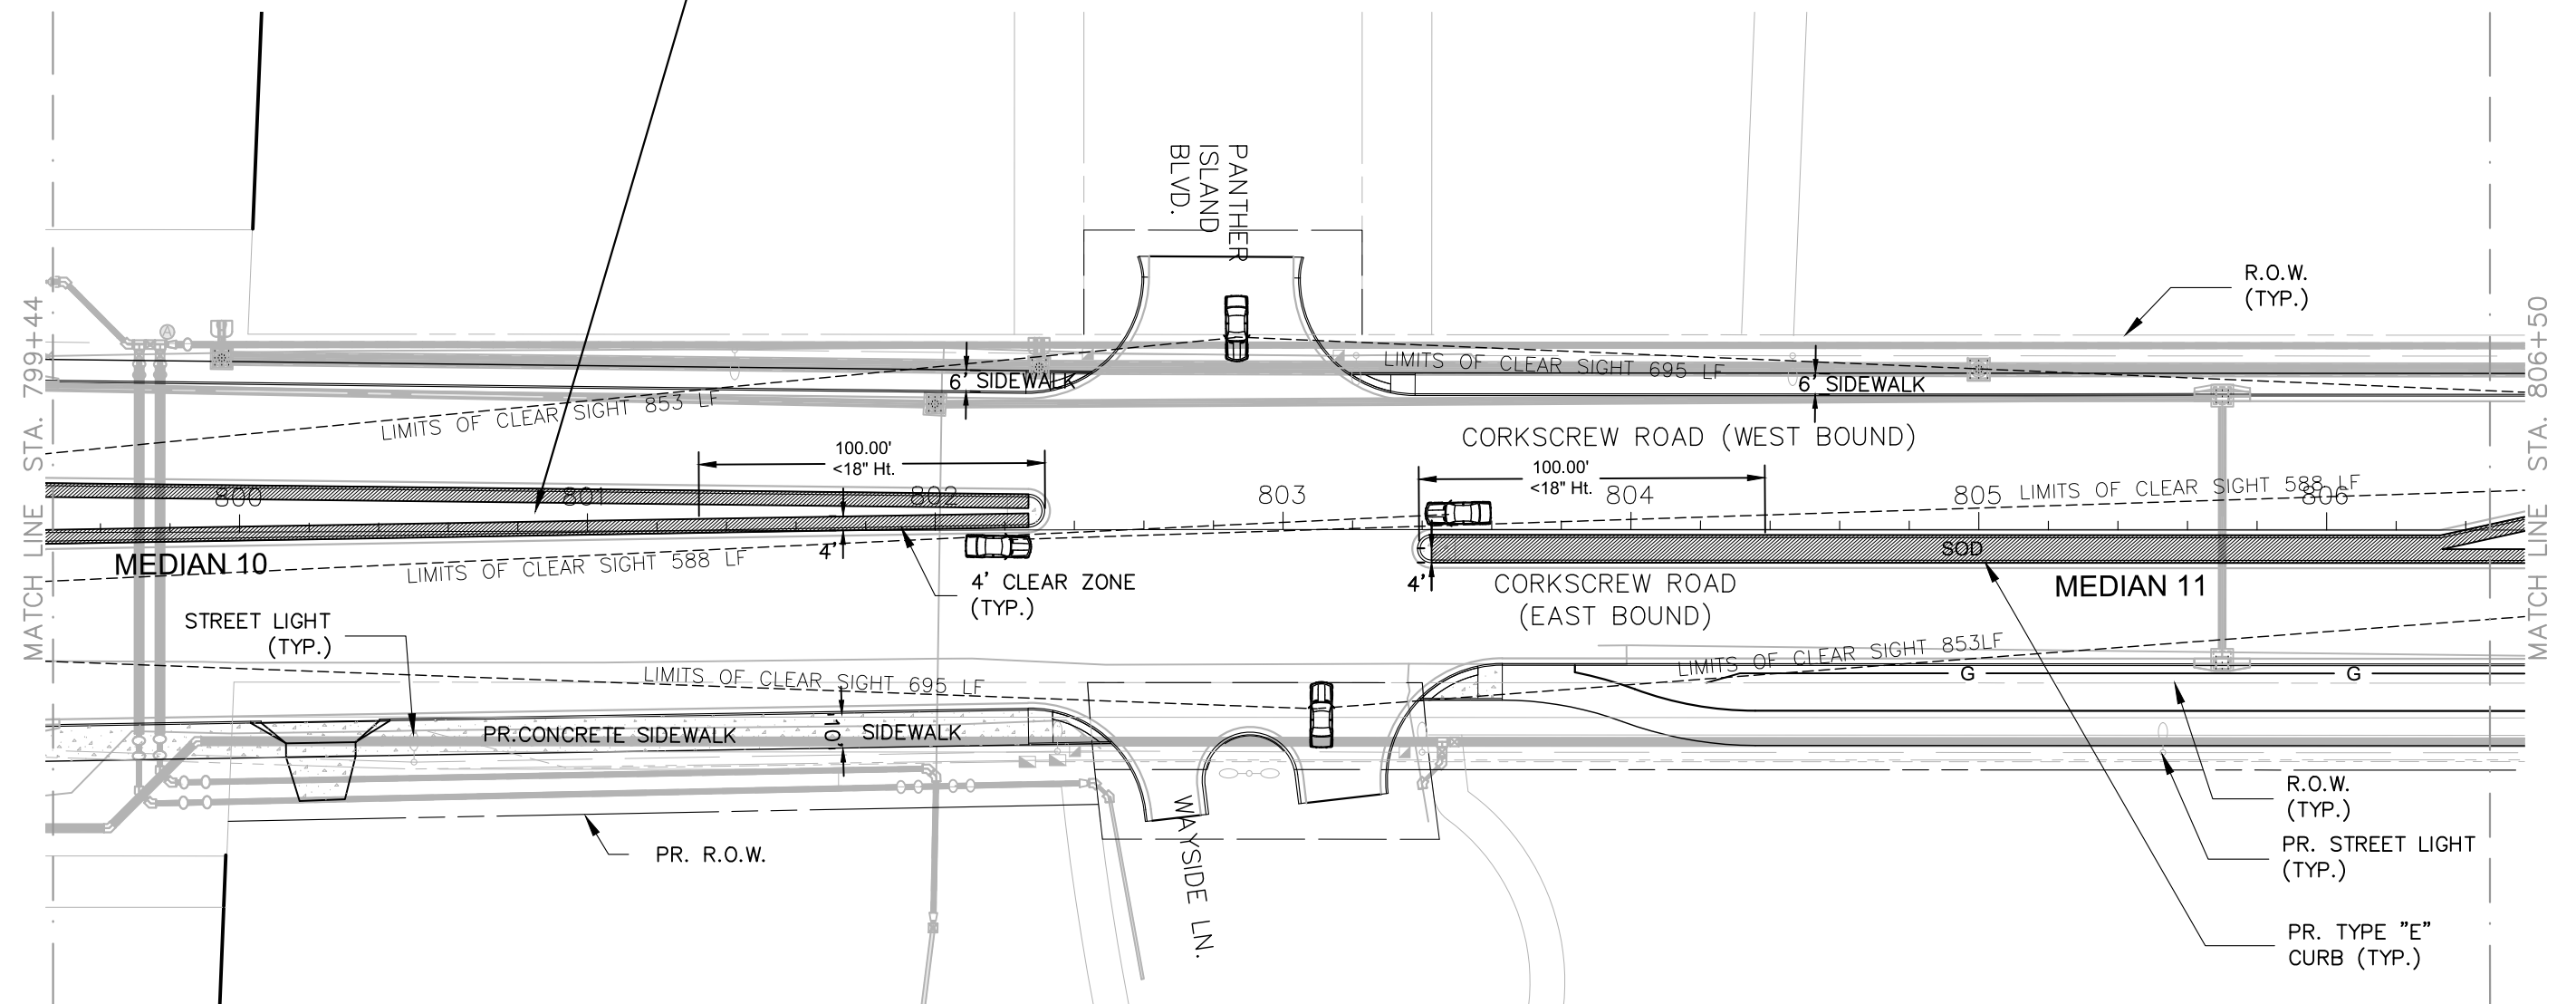 PANTHER
ISLAND
BLVD.
R.O.W.
(TYP.)
MATCH LINE STA. 799+44
MATCH LINE STA. 806+50
A
LIMITS OF CLEAR SIGHT 695 LF
6' SIDEWALK
6' SIDEWALK
LIMITS OF CLEAR SIGHT 853 LF
CORKSCREW ROAD (WEST BOUND)
100.00'
<18" Ht.
100.00'
<18" Ht.
800
801
802
803
804
805
LIMITS OF CLEAR SIGHT 588 LF
806
MEDIAN 10
4'
LIMITS OF CLEAR SIGHT 588 LF
SOD
4'
4' CLEAR ZONE
(TYP.)
CORKSCREW ROAD
(EAST BOUND)
MEDIAN 11
STREET LIGHT
(TYP.)
LIMITS OF CLEAR SIGHT 853LF
LIMITS OF CLEAR SIGHT 695 LF
G
G
PR.CONCRETE SIDEWALK
10'
SIDEWALK
R.O.W.
(TYP.)
WAYSIDE LN.
PR. R.O.W.
PR. STREET LIGHT
(TYP.)
PR. TYPE "E"
CURB (TYP.)